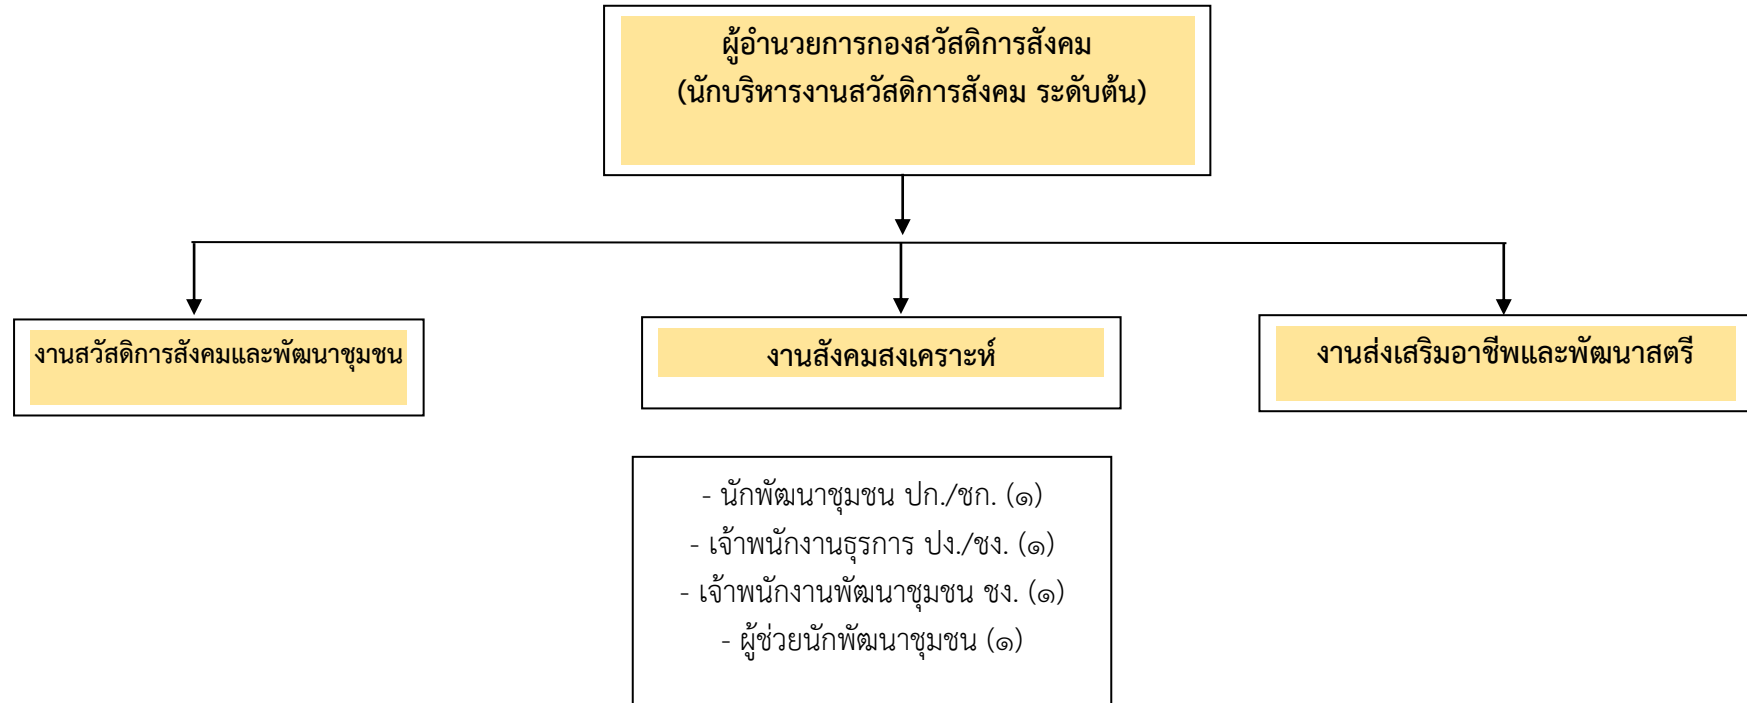 ผู้อำนวยการกองสวัสดิการสังคม
(นักบริหารงานสวัสดิการสังคม ระดับต้น)
งานสวัสดิการสังคมและพัฒนาชุมชน
งานสังคมสงเคราะห์
งานส่งเสริมอาชีพและพัฒนาสตรี
- นักพัฒนาชุมชน ปก./ชก. (๑)
- เจ้าพนักงานธุรการ ปง./ชง. (๑)
- เจ้าพนักงานพัฒนาชุมชน ชง. (๑)
- ผู้ช่วยนักพัฒนาชุมชน (๑)